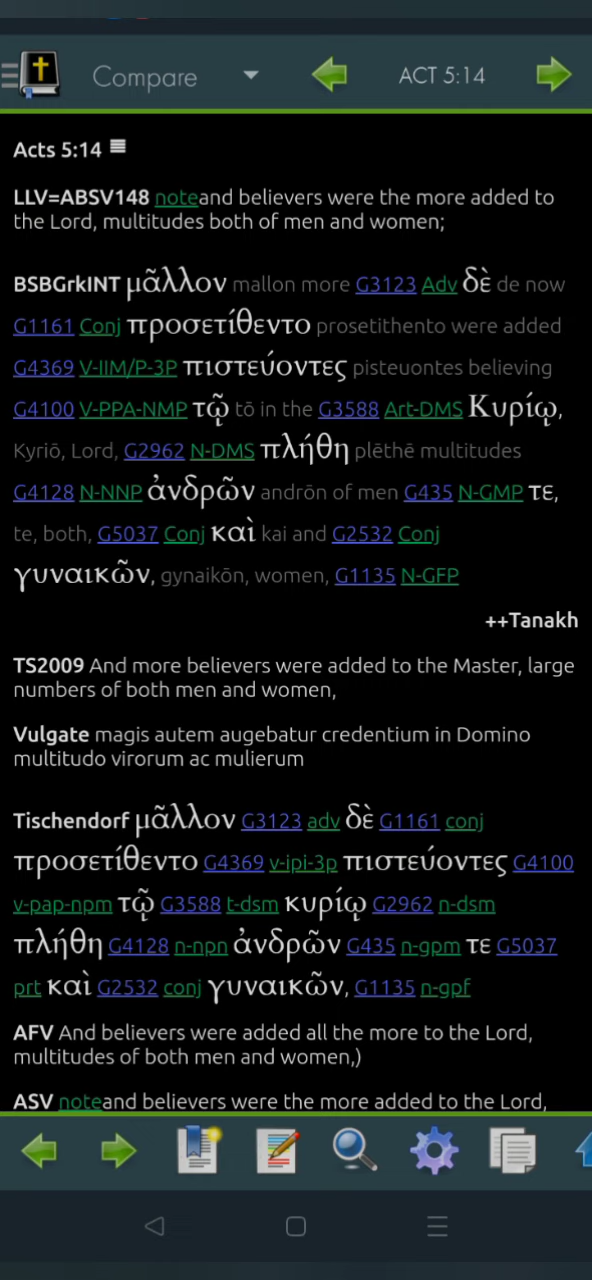 Compare
ACT 5:14
Acts 5:14
LLV=ABSV148 noteand believers were the more added to
the Lord, multitudes both of men and women;
BSBGrkINT μᾶλλον mallon more G3123 Adv δὲ de now
G1161 Conj προσετίθεντο prosetithento were added
G4369 V-IIM/P-3P πιστεύοντες pisteuontes believing
G4100 V-PPA-NMP τῷ tō in the G3588 Art-DMS Κυρίῳ,
Kyriō, Lord, G2962 N-DMS πλήθη plēthē multitudes
G4128 N-NNP ἀνδρῶν andrōn of men G435 N-GMP τε,
te, both, G5037 Conj καὶ kai and G2532 Conj
γυναικῶν, gynaikōn, women, G1135 N-GFP
++Tanakh
TS2009 And more believers were added to the Master, large
numbers of both men and women,
Vulgate magis autem augebatur credentium in Domino
multitudo virorum ac mulierum
Tischendorf μᾶλλον G3123 adv δὲ G1161 conj
προσετίθεντο G4369 v-ipi-3p πιστεύοντες G4100
v-pap-npm τῷ G3588 t-dsm κυρίῳ G2962 n-dsm
πλήθη G4128 n-npn ἀνδρῶν G435 n-gpm τε G5037
prt καὶ G2532 conj γυναικῶν, G1135 n-gpf
AFV And believers were added all the more to the Lord,
multitudes of both men and women,)
ASV noteand believers were the more added to the Lord,